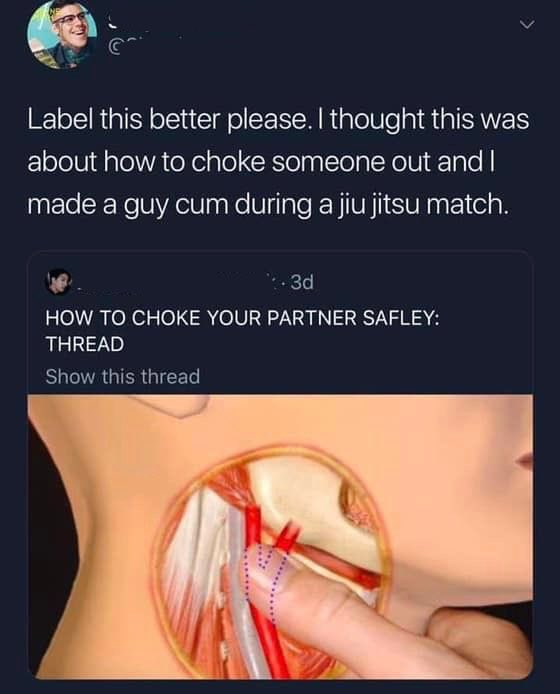 Label this better please. I thought this was
about how to choke someone out and I
made a guy cum during a jiu jitsu match.
· 3d
HOW TO CHOKE YOUR PARTNER SAFLEY:
THREAD
Show this thread